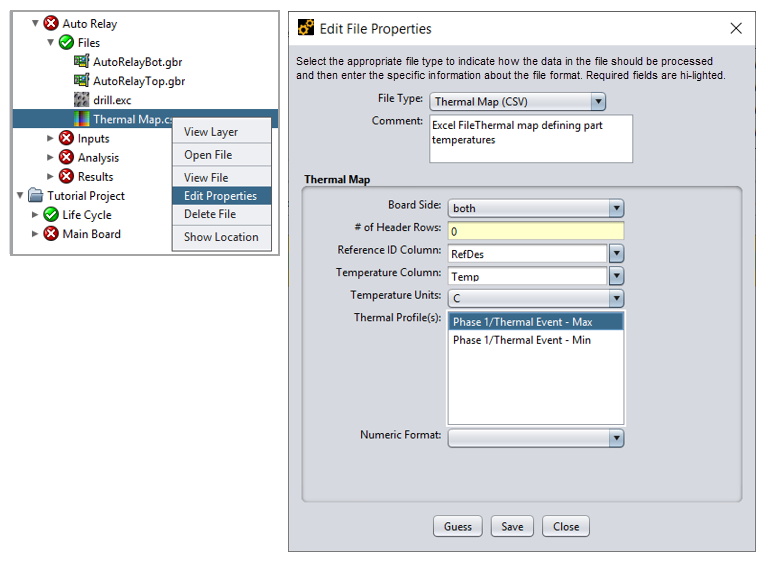 Auto Relay
Files
AutoRelayBot.gbr
AutoRelayTop.gbr
drill.exc
Thermal Map.cs
Inputs
Analysis
Results
Tutorial Project
Life Cycle
Main Board
View Layer
Open File
View File
Edit Properties
Delete File
Show Location
Edit File Properties
Select the appropriate file type to indicate how the data in the file should be processed
and then enter the specific information about the file format. Required fields are hi-lighted.
File Type: Thermal Map (CSV)
Comment: Excel FileThermal map defining part
temperatures
Thermal Map
Board Side: both
# of Header Rows: 0
Reference ID Column: RefDes
Temperature Column: Temp
Temperature Units: C
Thermal Profile(s): Phase 1/Thermal Event - Max
Phase 1/Thermal Event - Min
Numeric Format:
Guess Save Close